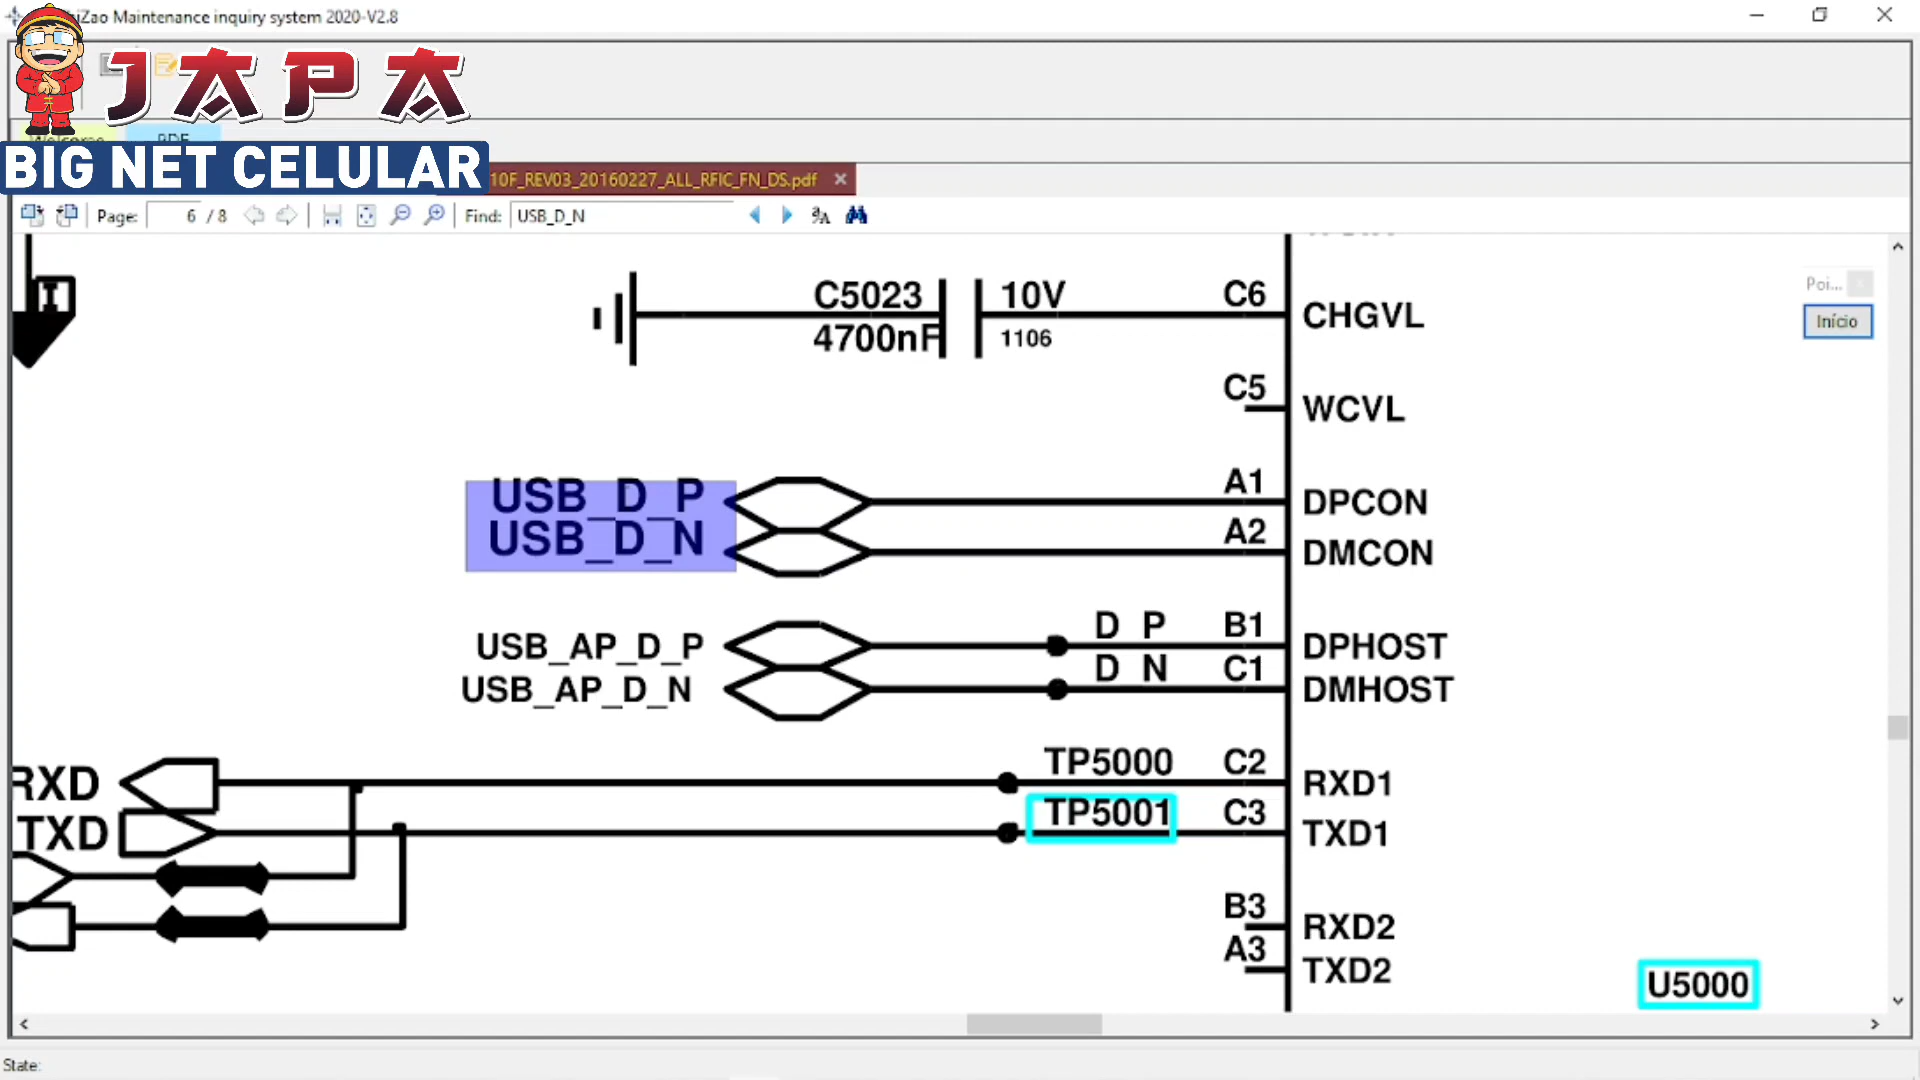 iZao Maintenance inquiry system 2020-V2.8
JAPA
PDF
BIG NET CELULAR
10F_REV03_20160227_ALL_RFIC_FN_DS.pdf
Page: 6 / 8 Find: USB_D_N
I
C5023 10V C6
4700nF 1106 CHGVL
Poi...
Início
C5
WCVL
USB_D_P A1 DPCON
USB_D_N A2 DMCON
USB_AP_D_P D P B1 DPHOST
USB_AP_D_N D N C1 DMHOST
RXD TP5000 C2 RXD1
TXD TP5001 C3 TXD1
B3 RXD2
A3 TXD2
U5000
State: